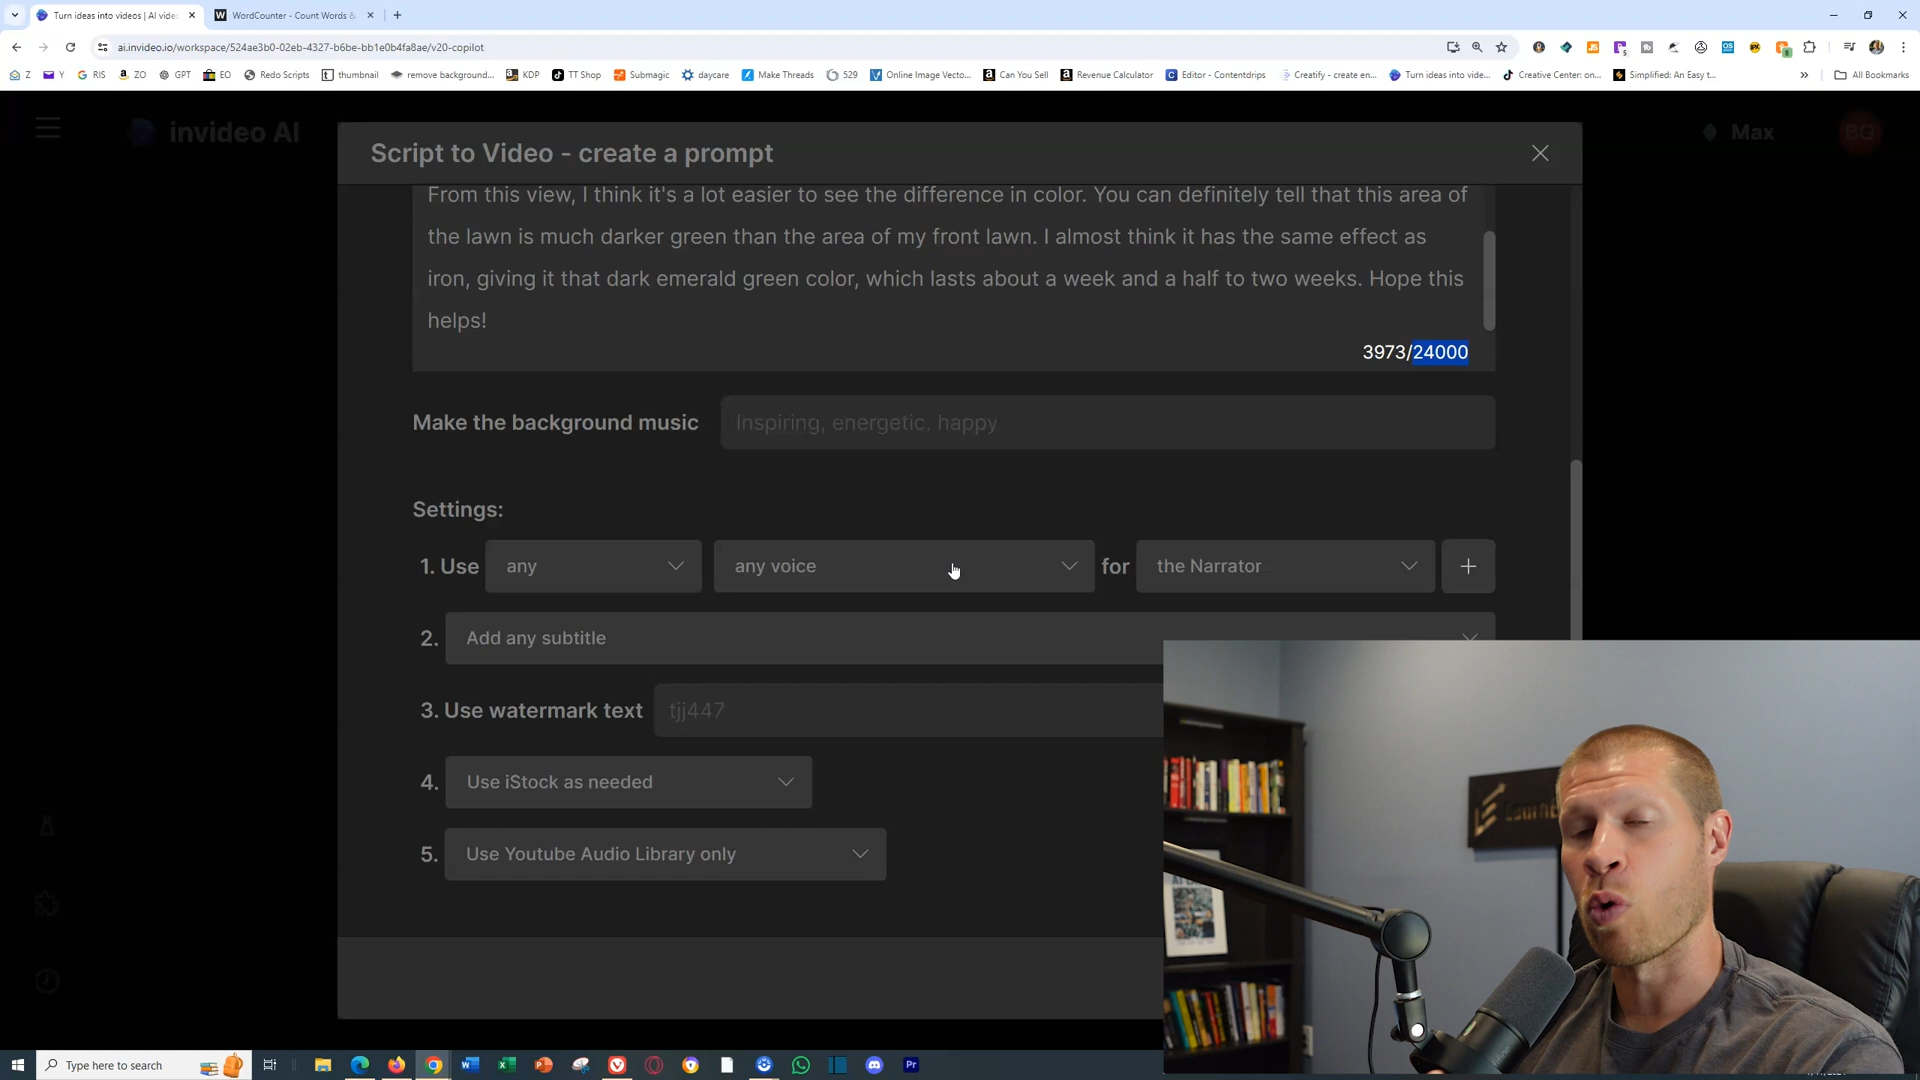 Turn ideas into videos | AI vide
WordCounter - Count Words &
ai.invideo.io/workspace/524ae3b0-02eb-4327-b6be-bb1e0b4fa8ae/v20-copilot
Z Y RIS ZO GPT EO Redo Scripts thumbnail remove background... KDP TT Shop Submagic daycare Make Threads 529 Online Image Vecto... Can You Sell Revenue Calculator Editor - Contentdrips Creatify - create en... Turn ideas into vide... Creative Center: on... Simplified: An Easy t... All Bookmarks
invideo AI
Script to Video - create a prompt
Max
BG
From this view, I think it's a lot easier to see the difference in color. You can definitely tell that this area of
the lawn is much darker green than the area of my front lawn. I almost think it has the same effect as
iron, giving it that dark emerald green color, which lasts about a week and a half to two weeks. Hope this
helps!
3973/24000
Make the background music Inspiring, energetic, happy
Settings:
1. Use any any voice for the Narrator +
2. Add any subtitle
3. Use watermark text tjj447
4. Use iStock as needed
5. Use Youtube Audio Library only
Type here to search